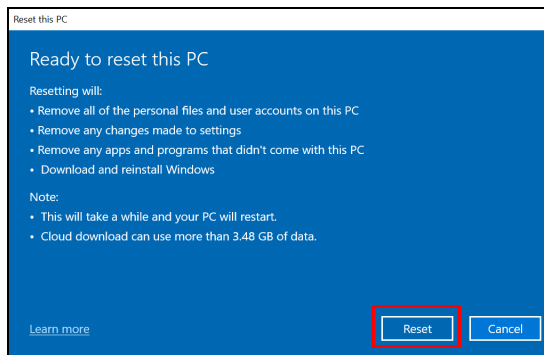 Reset this PC
Ready to reset this PC
Resetting will:
• Remove all of the personal files and user accounts on this PC
• Remove any changes made to settings
• Remove any apps and programs that didn't come with this PC
• Download and reinstall Windows
Note:
• This will take a while and your PC will restart.
• Cloud download can use more than 3.48 GB of data.
Learn more
Reset
Cancel